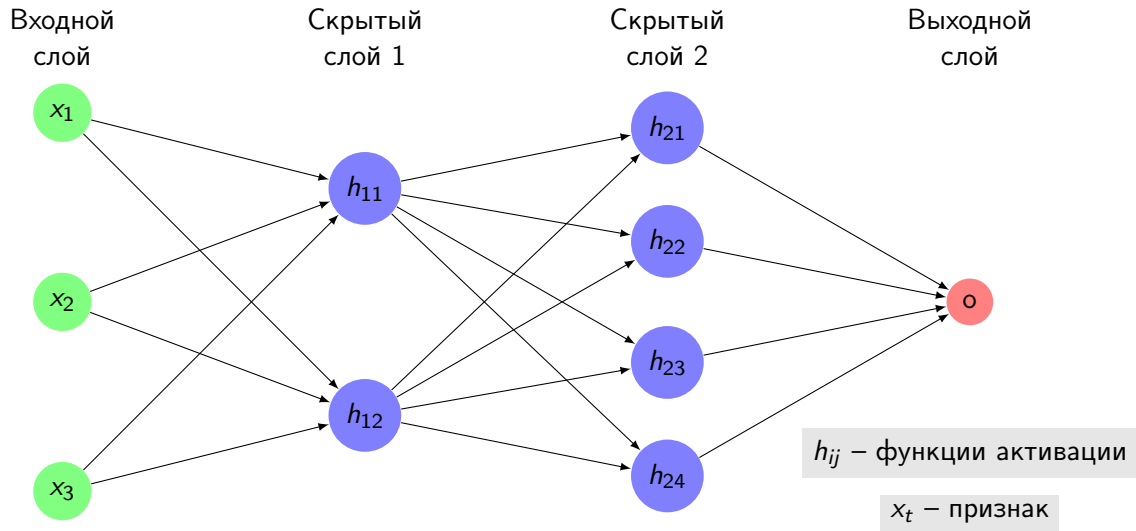 Входной
слой
Скрытый
слой 1
Скрытый
слой 2
Выходной
слой
x₁
x₂
x₃
h₁₁
h₁₂
h₂₁
h₂₂
h₂₃
h₂₄
o
hᵢⱼ – функции активации
xₜ – признак